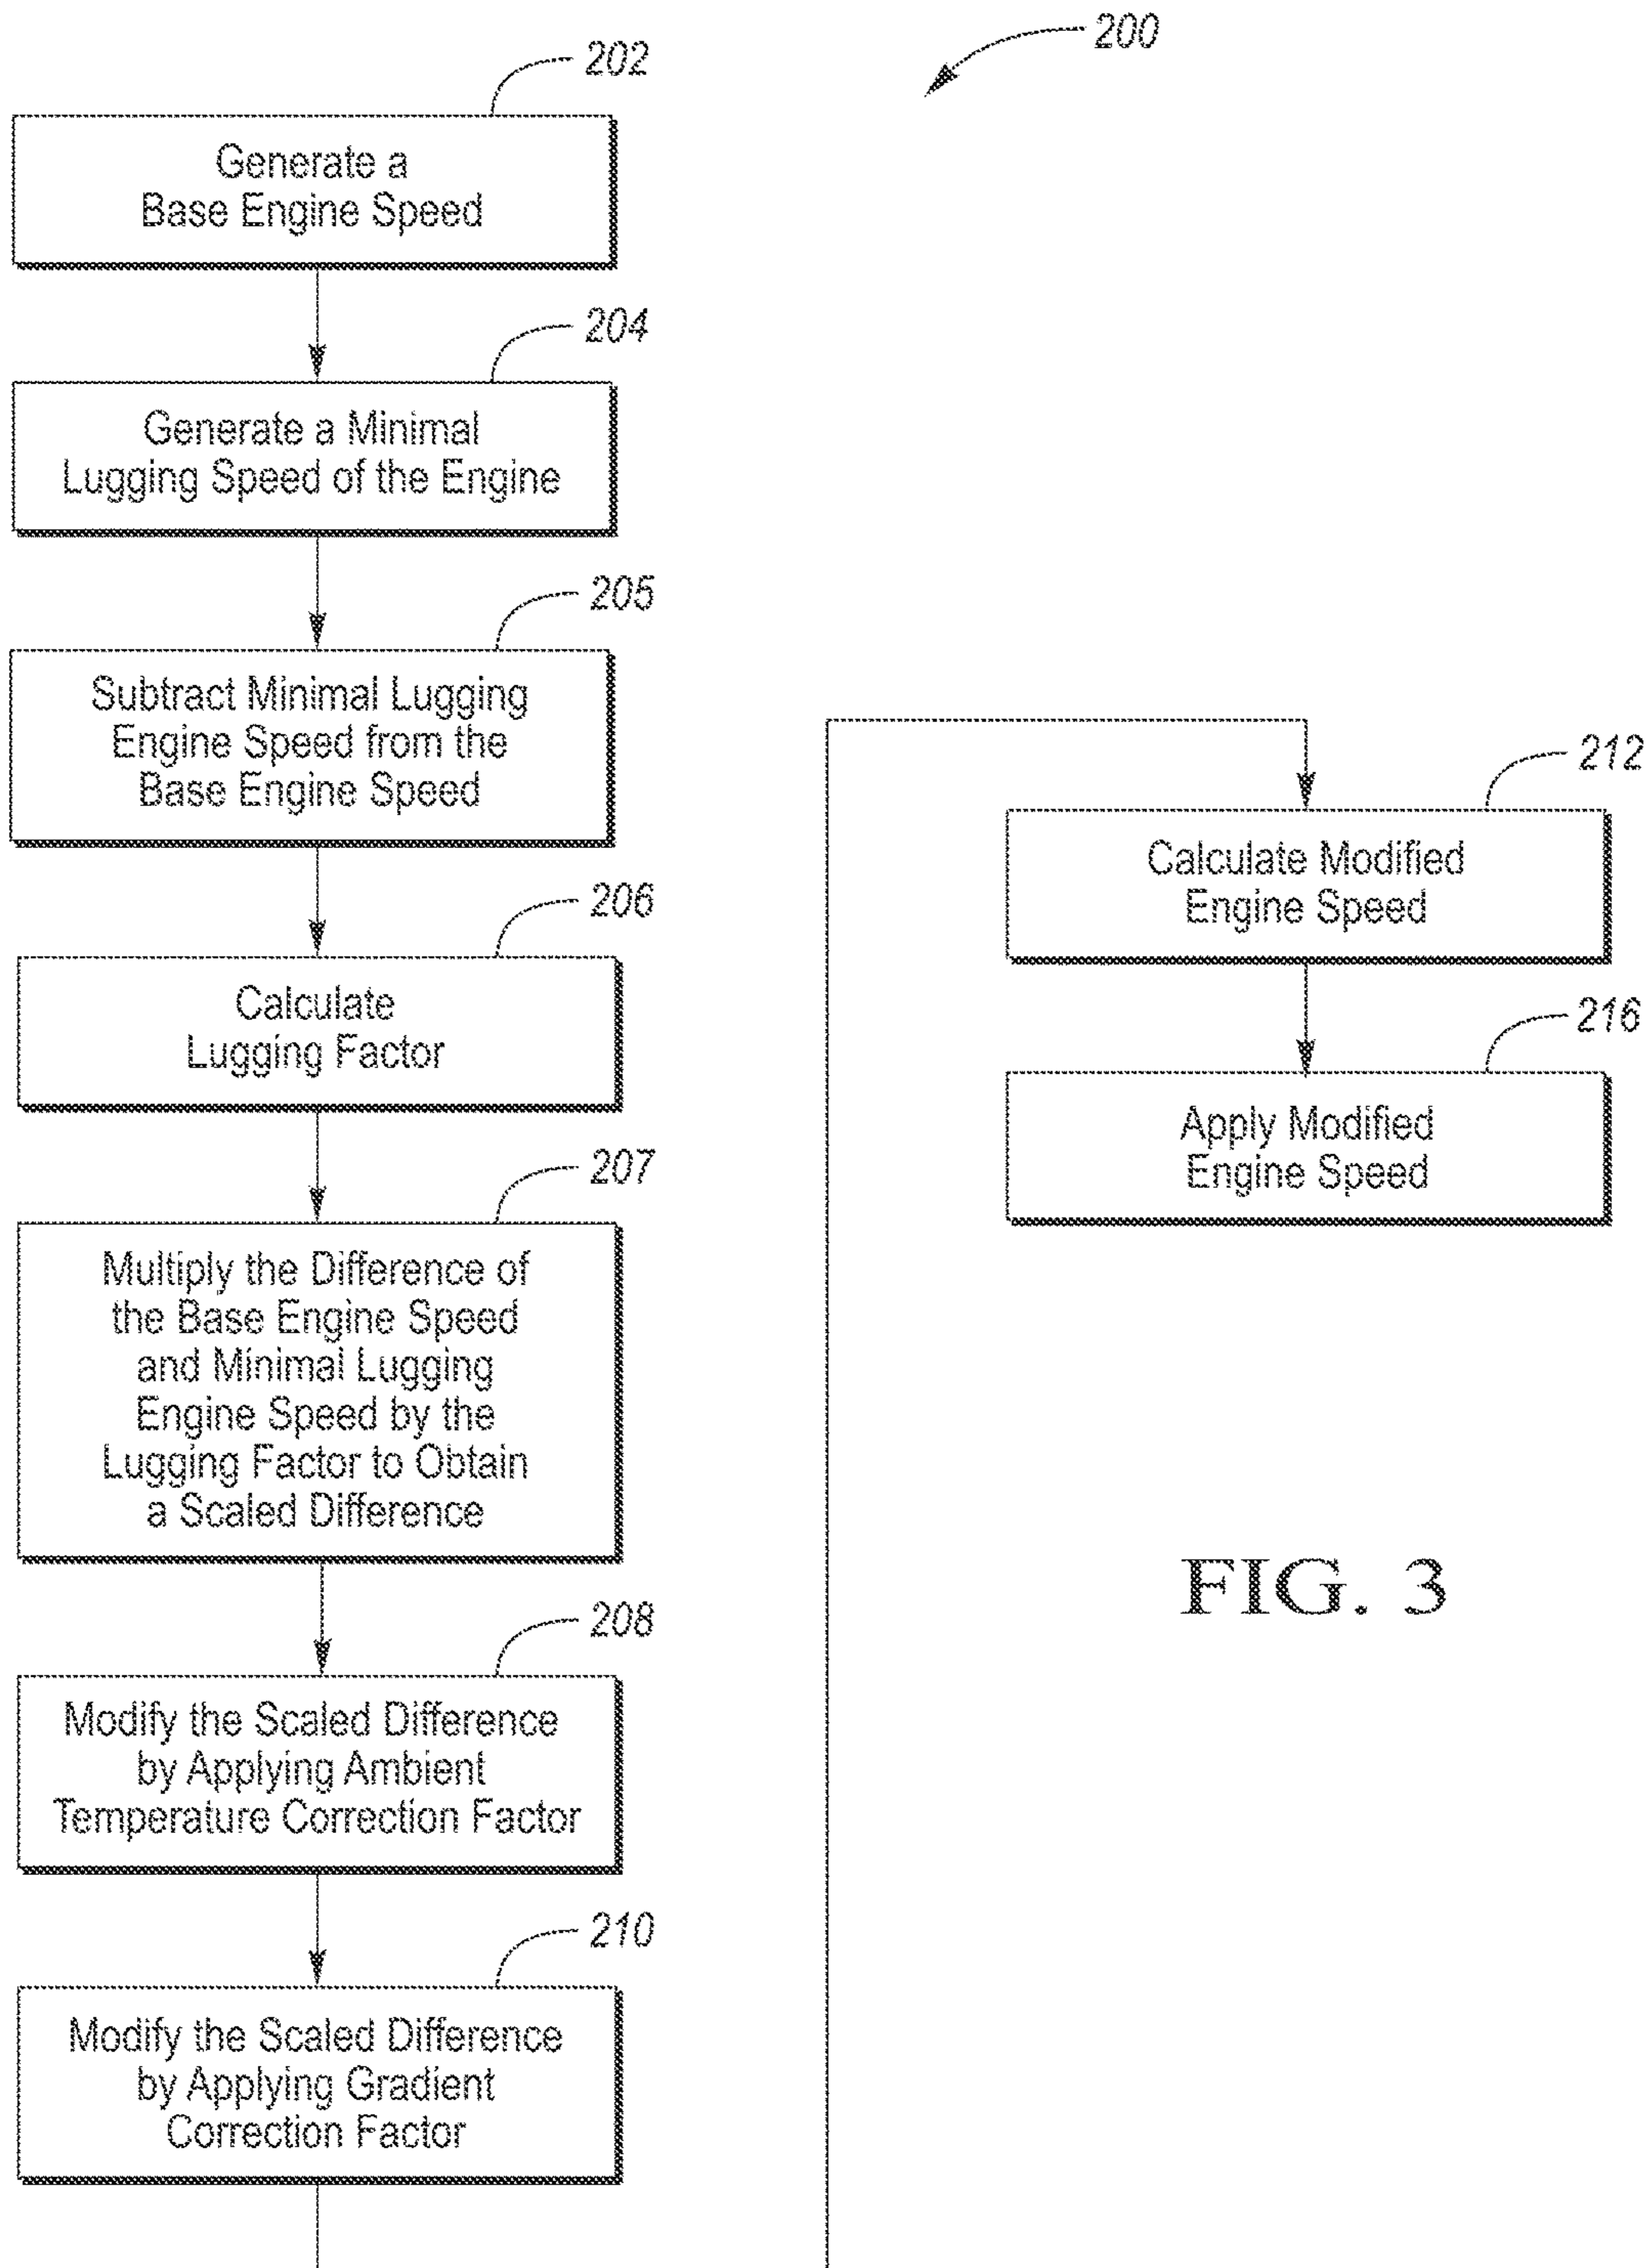 200
202
Generate a
Base Engine Speed
204
Generate a Minimal
Lugging Speed of the Engine
205
Subtract Minimal Lugging
Engine Speed from the
Base Engine Speed
206
Calculate
Lugging Factor
207
Multiply the Difference of
the Base Engine Speed
and Minimal Lugging
Engine Speed by the
Lugging Factor to Obtain
a Scaled Difference
208
Modify the Scaled Difference
by Applying Ambient
Temperature Correction Factor
210
Modify the Scaled Difference
by Applying Gradient
Correction Factor
212
Calculate Modified
Engine Speed
216
Apply Modified
Engine Speed
FIG. 3